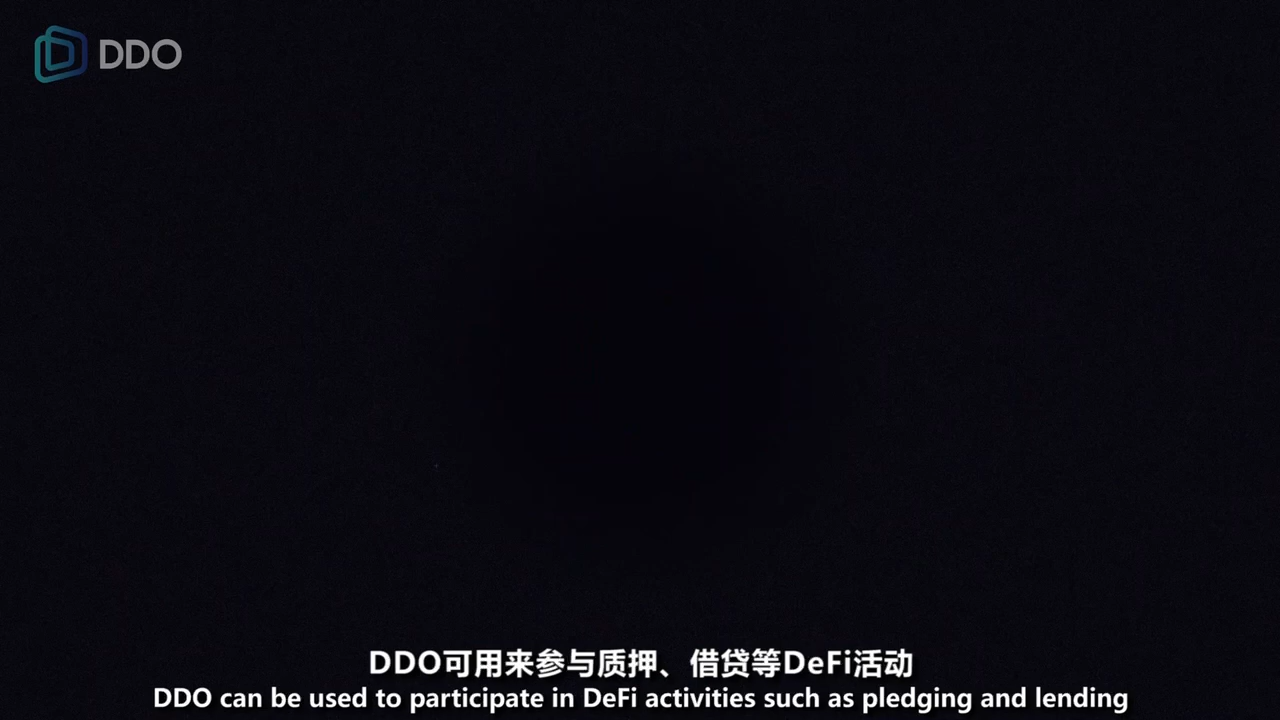 DDO
DDO可用来参与质押、借贷等DeFi活动
DDO can be used to participate in DeFi activities such as pledging and lending